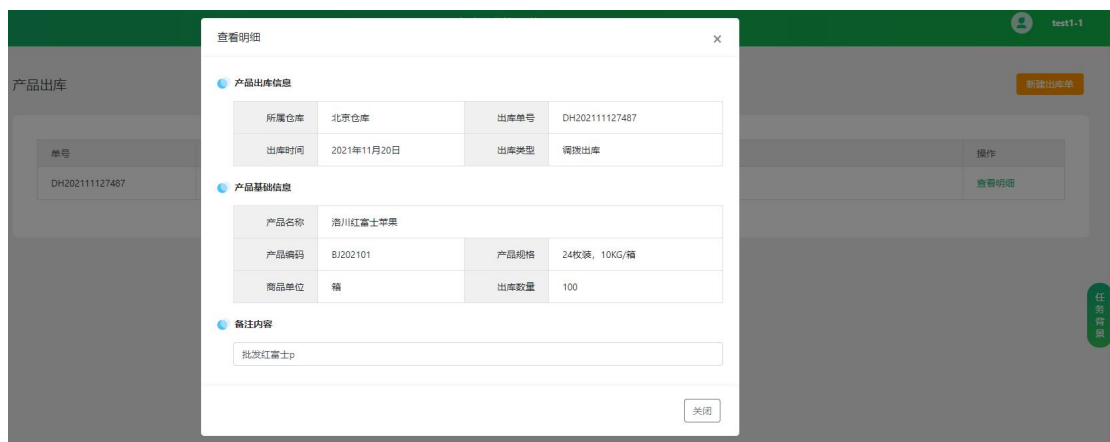 test1-1
查看明细
×
产品出库
新建出库单
产品出库信息
所属仓库 北京仓库 出库单号 DH202111127487
出库时间 2021年11月20日 出库类型 调拨出库
单号 操作
DH202111127487 查看明细
产品基础信息
产品名称 洛川红富士苹果
产品编码 BJ202101 产品规格 24枚装，10KG/箱
商品单位 箱 出库数量 100
任务背景
备注内容
批发红富士p
关闭